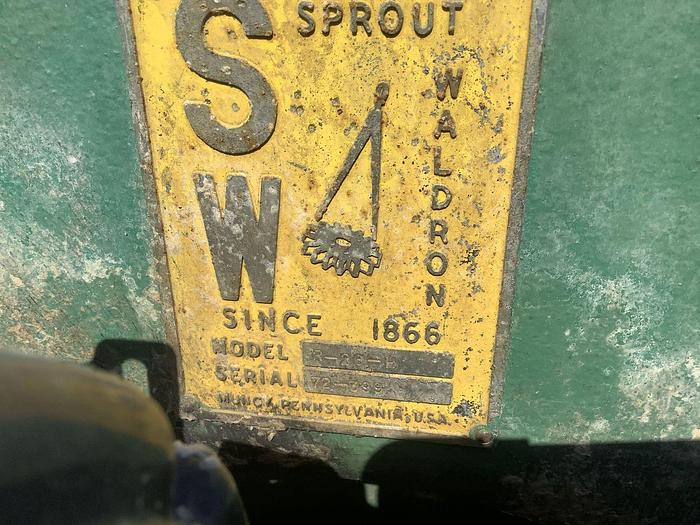 S SPROUT
W WALDRON
SINCE 1866
MODEL
SERIAL
MUNCY, PENNSYLVANIA, U.S.A.